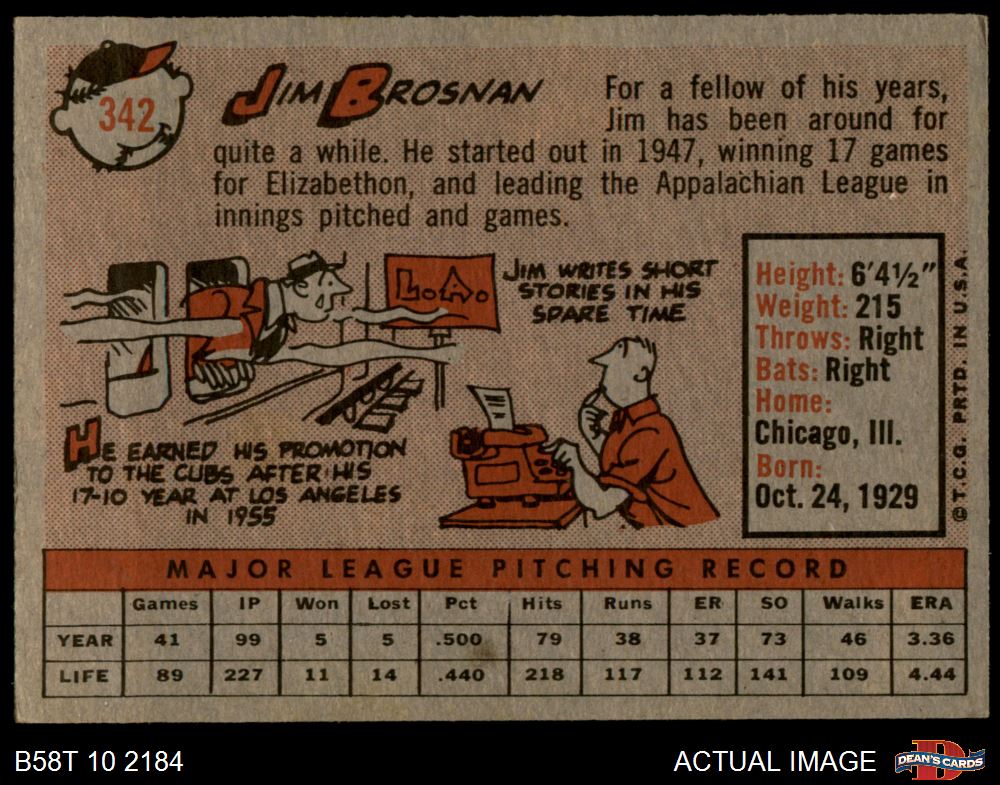 342
JIM BROSNAN
For a fellow of his years,
Jim has been around for
quite a while. He started out in 1947, winning 17 games
for Elizabethon, and leading the Appalachian League in
innings pitched and games.
L.A.
JIM WRITES SHORT
STORIES IN HIS
SPARE TIME
HE EARNED HIS PROMOTION
TO THE CUBS AFTER HIS
17-10 YEAR AT LOS ANGELES
IN 1955
Height: 6'4½"
Weight: 215
Throws: Right
Bats: Right
Home:
Chicago, Ill.
Born:
Oct. 24, 1929
©T.C.G. PRTD. IN U.S.A.
MAJOR LEAGUE PITCHING RECORD
Games IP Won Lost Pct Hits Runs ER SO Walks ERA
YEAR 41 99 5 5 .500 79 38 37 73 46 3.36
LIFE 89 227 11 14 .440 218 117 112 141 109 4.44
B58T 10 2184
ACTUAL IMAGE
D
DEAN'S CARDS